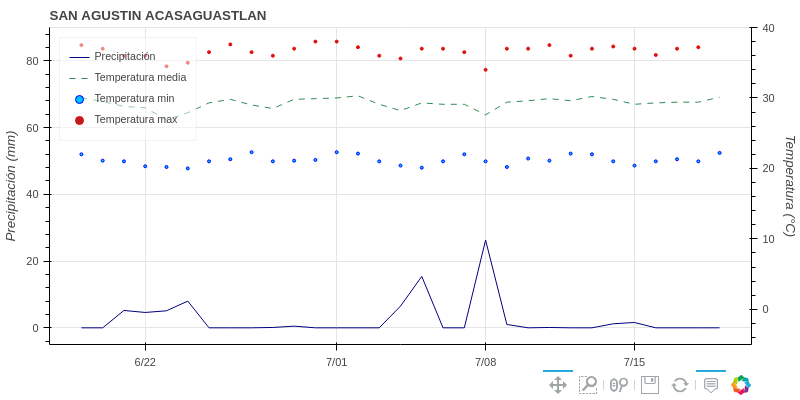 SAN AGUSTIN ACASAGUASTLAN
Precipitación
Temperatura media
Temperatura min
Temperatura max
Precipitación (mm)
80
60
40
20
0
Temperatura (°C)
40
30
20
10
0
6/22
7/01
7/08
7/15